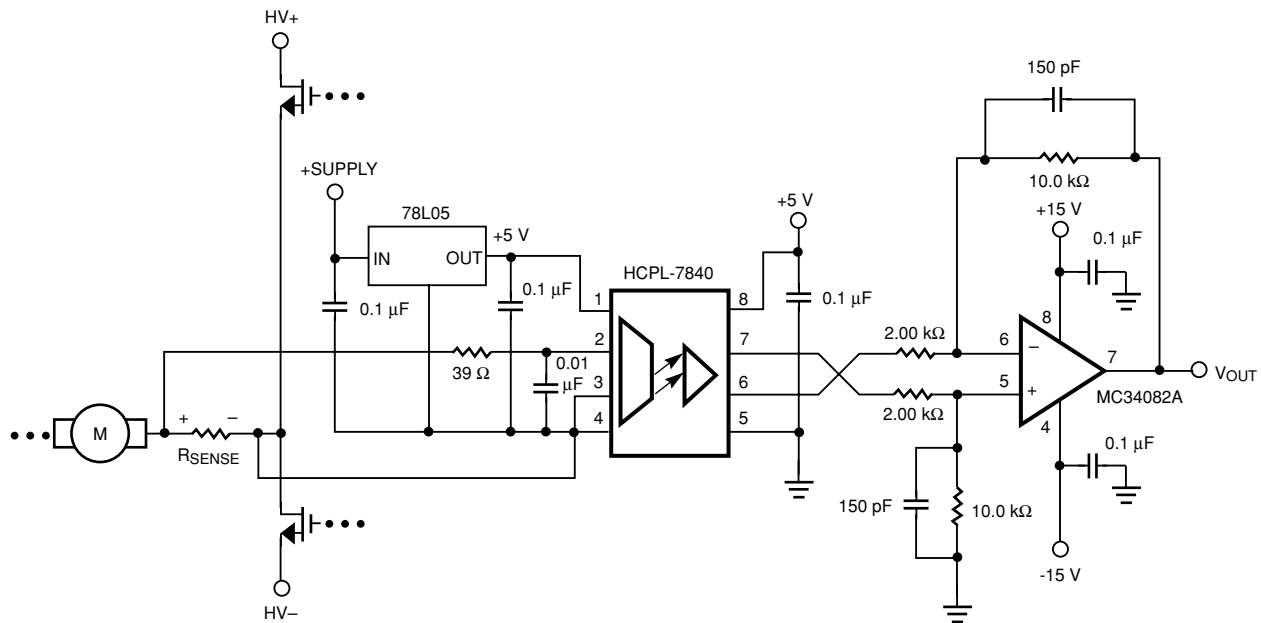 HV+
150 pF
10.0 kΩ
+SUPPLY
78L05
+5 V
IN
OUT
0.1 µF
0.1 µF
HCPL-7840
+5 V
0.1 µF
+15 V
0.1 µF
1
2
3
4
8
7
6
5
39 Ω
0.01
µF
2.00 kΩ
2.00 kΩ
6
5
8
4
7
−
+
MC34082A
VOUT
M
+
−
RSENSE
0.1 µF
150 pF
10.0 kΩ
-15 V
HV–